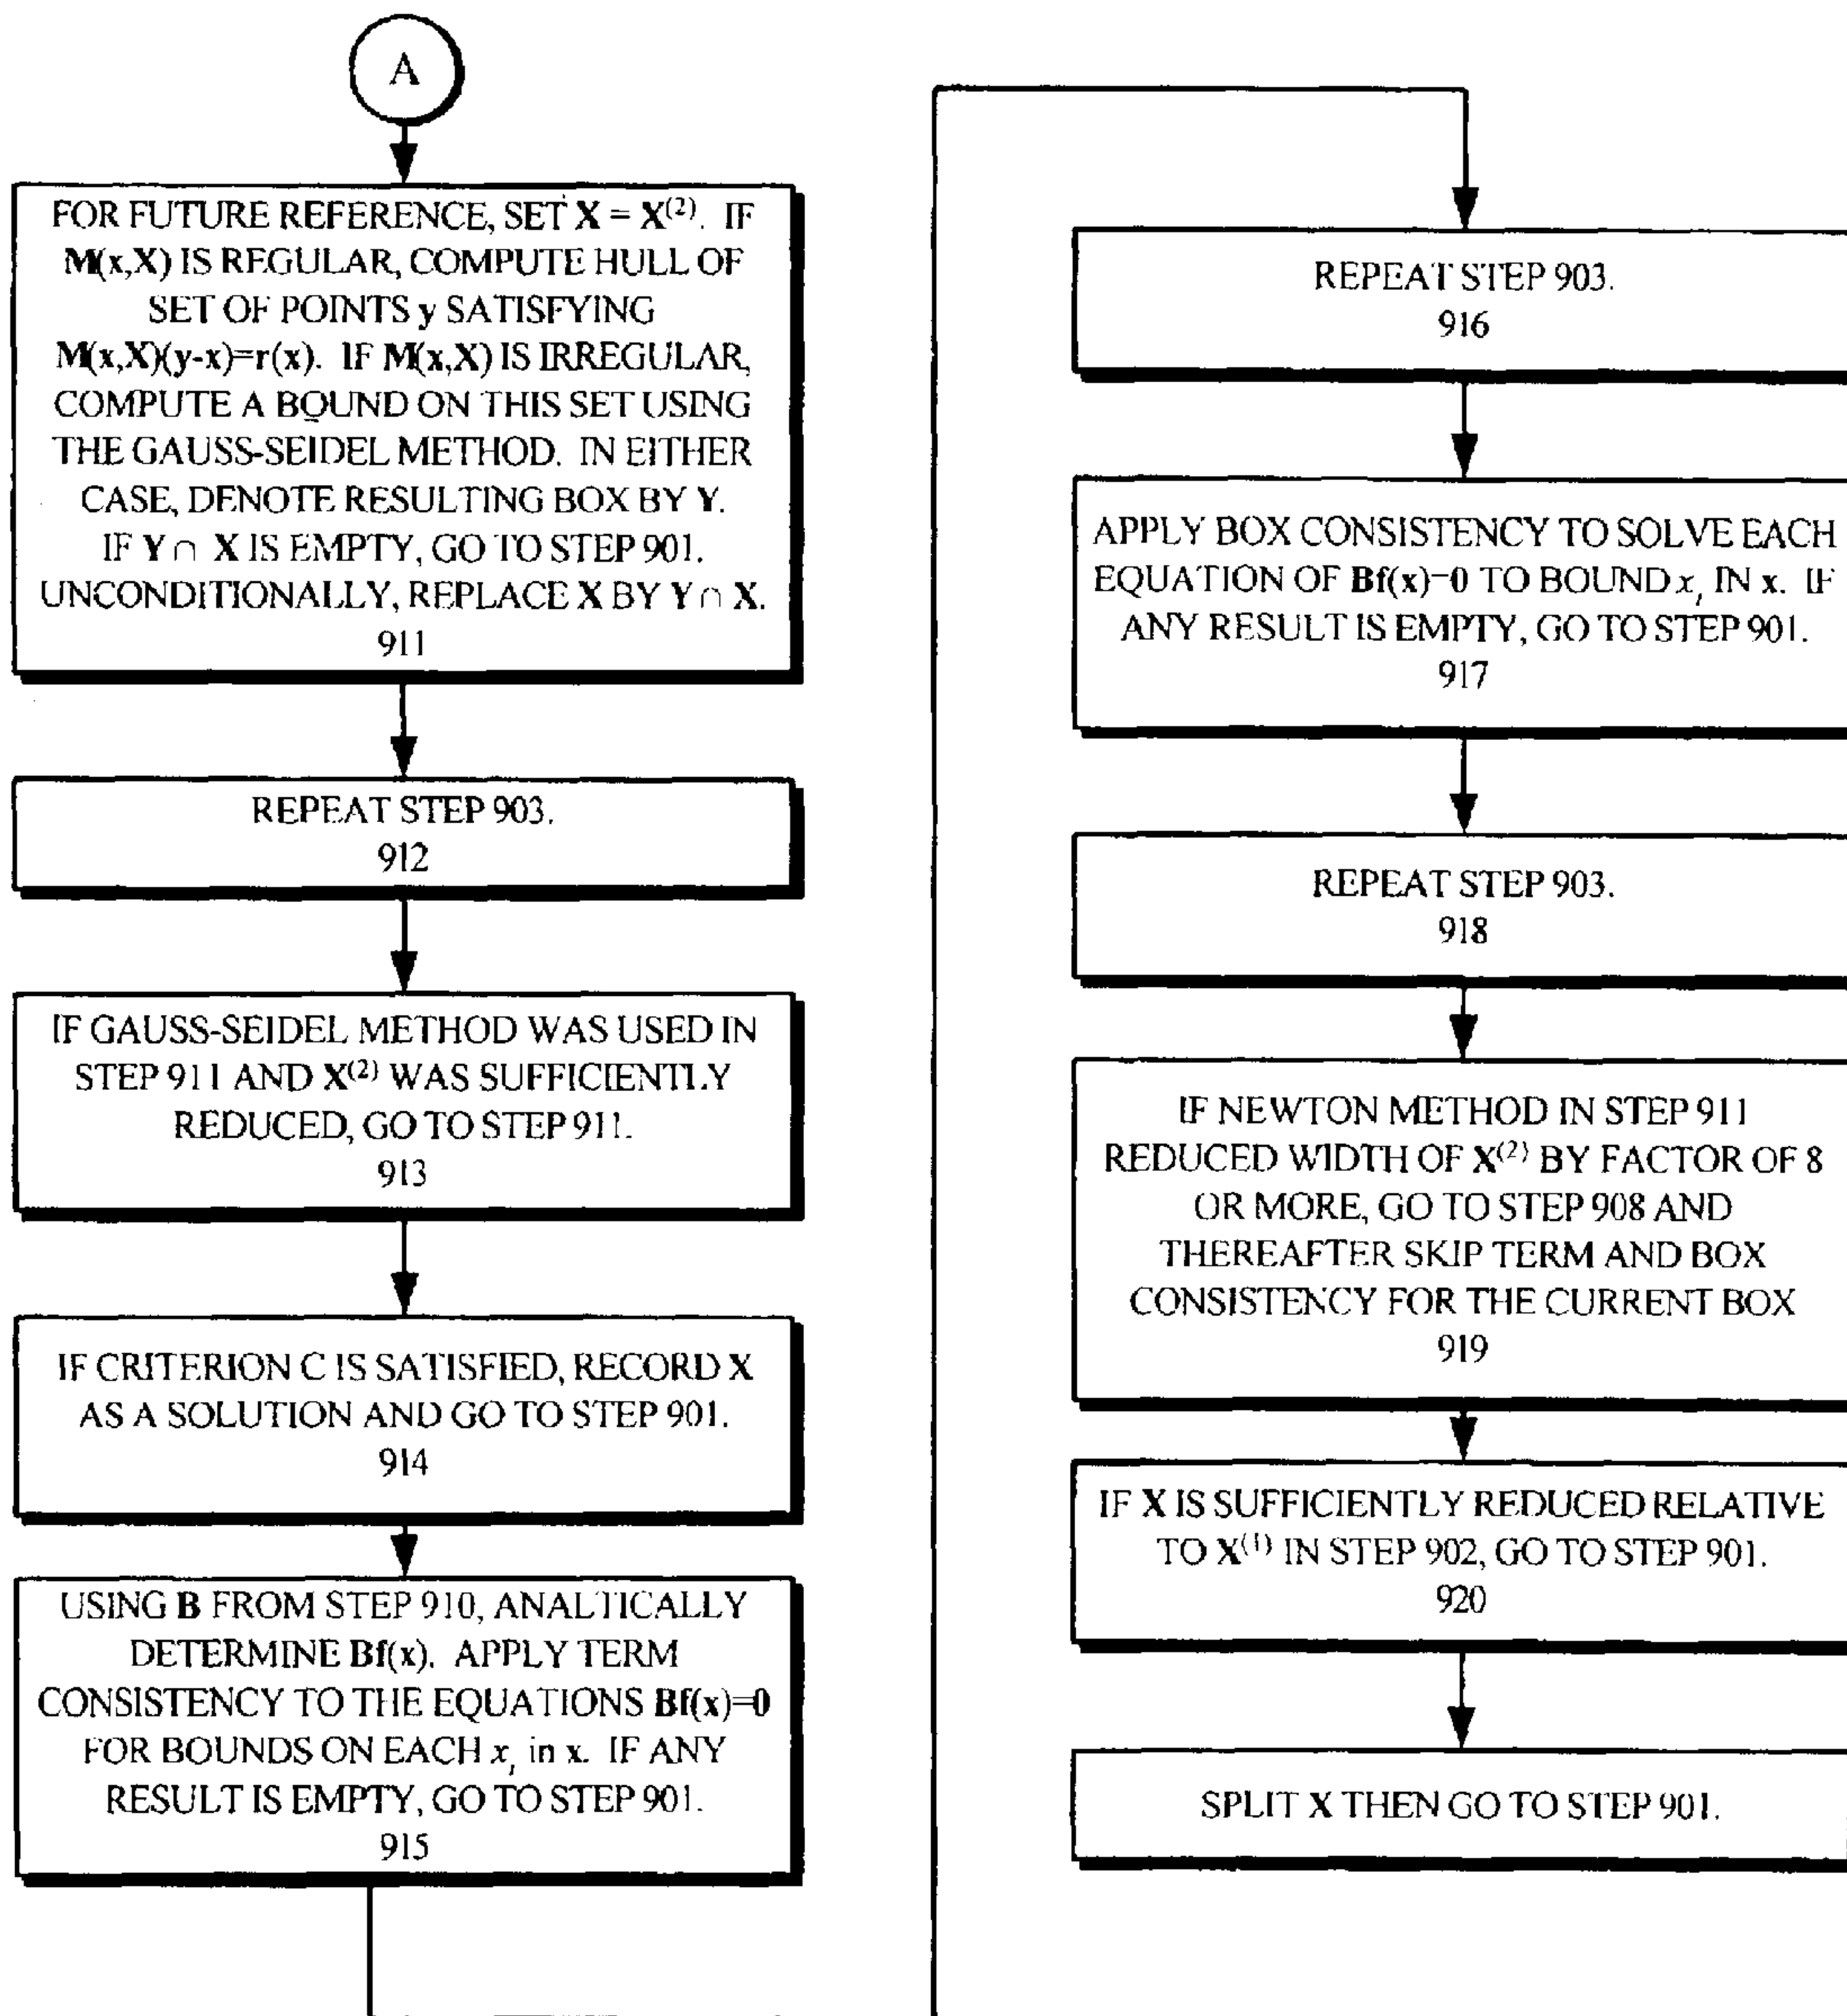 A
FOR FUTURE REFERENCE, SET X = X(2). IF
M(x,X) IS REGULAR, COMPUTE HULL OF
SET OF POINTS y SATISFYING
M(x,X)(y-x)=r(x). IF M(x,X) IS IRREGULAR,
COMPUTE A BOUND ON THIS SET USING
THE GAUSS-SEIDEL METHOD. IN EITHER
CASE, DENOTE RESULTING BOX BY Y.
IF Y ∩ X IS EMPTY, GO TO STEP 901.
UNCONDITIONALLY, REPLACE X BY Y ∩ X.
911
REPEAT STEP 903.
912
IF GAUSS-SEIDEL METHOD WAS USED IN
STEP 911 AND X(2) WAS SUFFICIENTLY
REDUCED, GO TO STEP 911.
913
IF CRITERION C IS SATISFIED, RECORD X
AS A SOLUTION AND GO TO STEP 901.
914
USING B FROM STEP 910, ANALTICALLY
DETERMINE Bf(x). APPLY TERM
CONSISTENCY TO THE EQUATIONS Bf(x)=0
FOR BOUNDS ON EACH xi in x. IF ANY
RESULT IS EMPTY, GO TO STEP 901.
915
REPEAT STEP 903.
916
APPLY BOX CONSISTENCY TO SOLVE EACH
EQUATION OF Bf(x)=0 TO BOUND xi IN x. IF
ANY RESULT IS EMPTY, GO TO STEP 901.
917
REPEAT STEP 903.
918
IF NEWTON METHOD IN STEP 911
REDUCED WIDTH OF X(2) BY FACTOR OF 8
OR MORE, GO TO STEP 908 AND
THEREAFTER SKIP TERM AND BOX
CONSISTENCY FOR THE CURRENT BOX
919
IF X IS SUFFICIENTLY REDUCED RELATIVE
TO X(1) IN STEP 902, GO TO STEP 901.
920
SPLIT X THEN GO TO STEP 901.